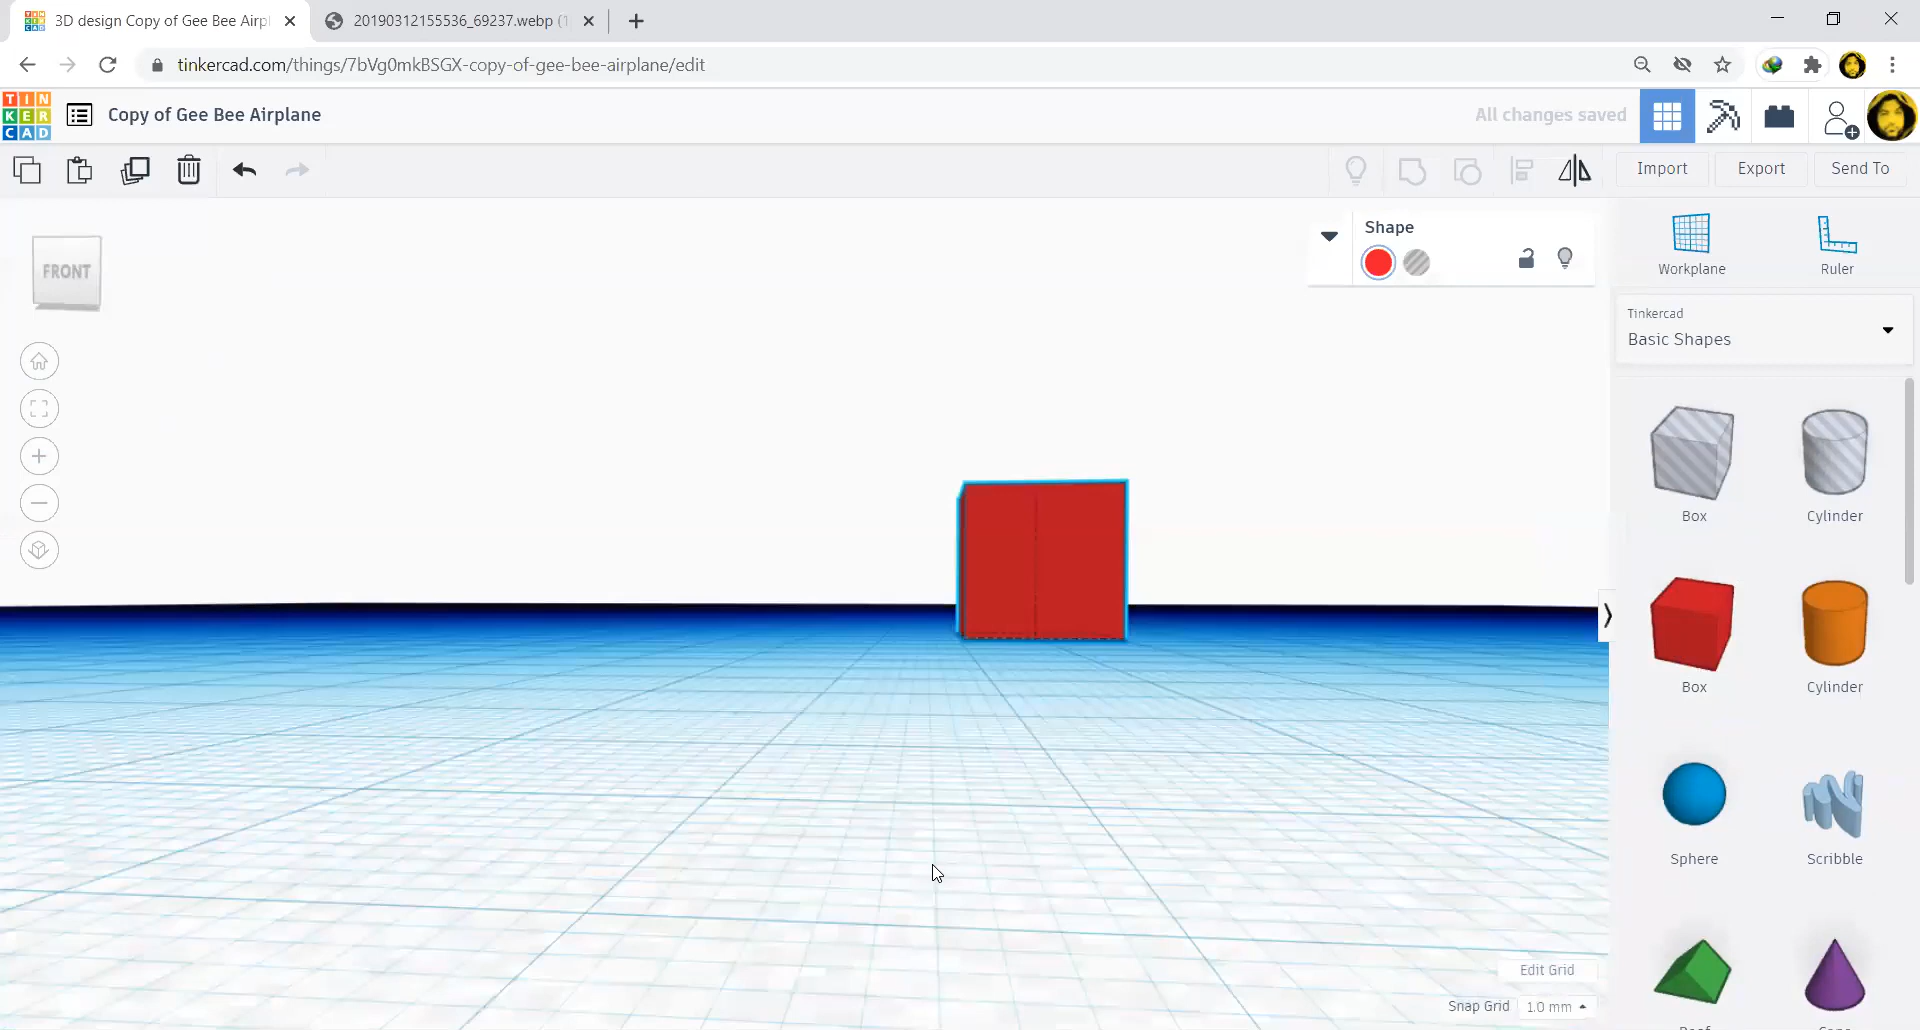 3D design Copy of Gee Bee Airpl
20190312155536_69237.webp (1
tinkercad.com/things/7bVg0mkBSGX-copy-of-gee-bee-airplane/edit
TIN
KER
CAD
Copy of Gee Bee Airplane
All changes saved
Import
Export
Send To
FRONT
Shape
Workplane
Ruler
Tinkercad
Basic Shapes
Box
Cylinder
Box
Cylinder
Sphere
Scribble
Edit Grid
Snap Grid
1.0 mm